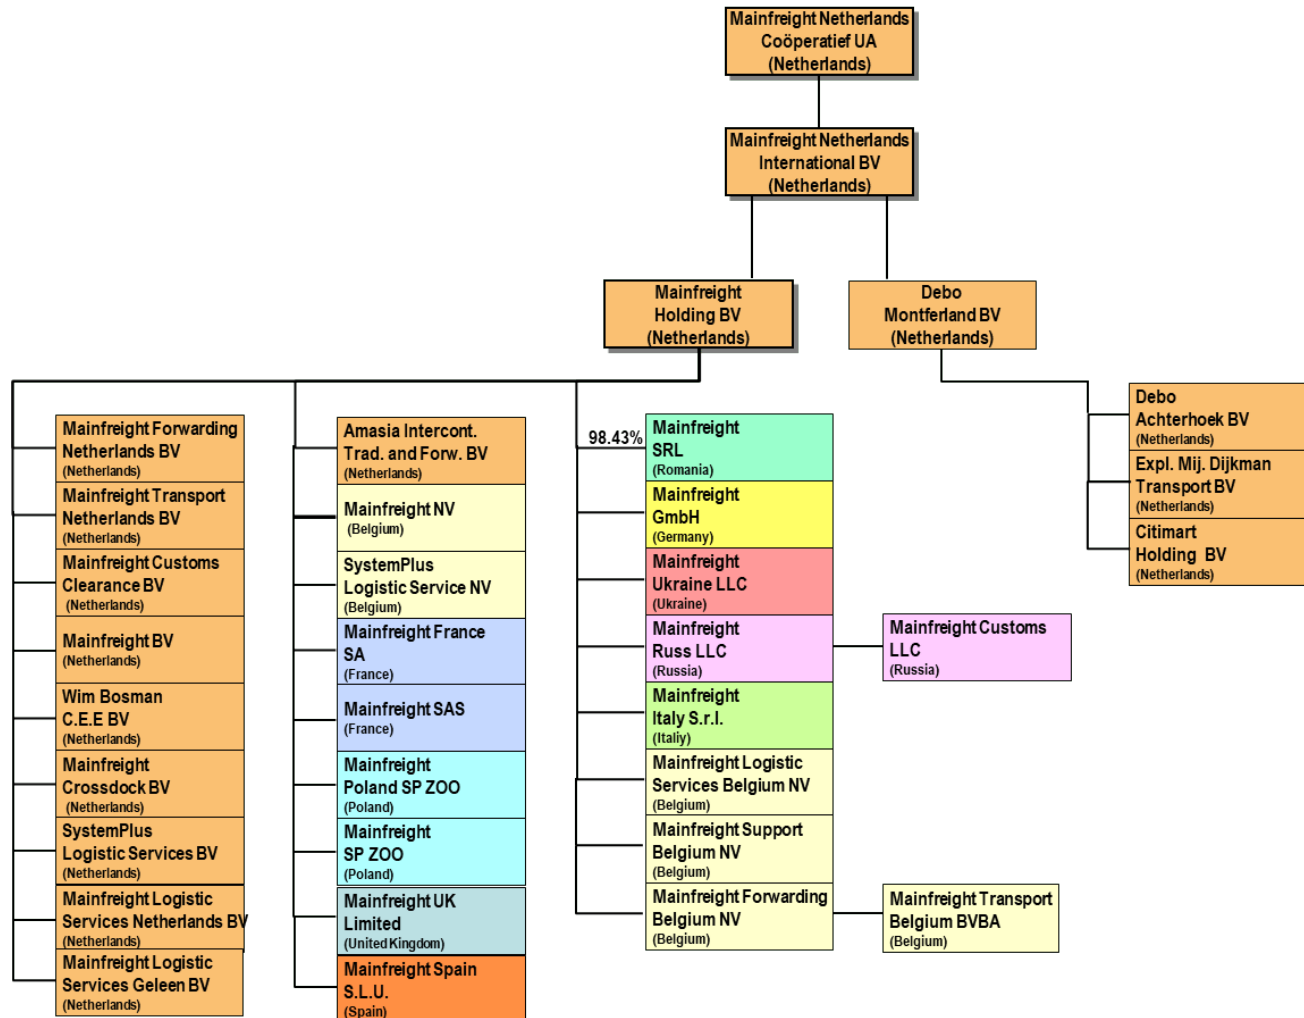 Mainfreight Netherlands
Coöperatief UA
(Netherlands)
Mainfreight Netherlands
International BV
(Netherlands)
Mainfreight
Holding BV
(Netherlands)
Debo
Montferland BV
(Netherlands)
Mainfreight Forwarding
Netherlands BV
(Netherlands)
Mainfreight Transport
Netherlands BV
(Netherlands)
Mainfreight Customs
Clearance BV
(Netherlands)
Mainfreight BV
(Netherlands)
Wim Bosman
C.E.E BV
(Netherlands)
Mainfreight
Crossdock BV
(Netherlands)
SystemPlus
Logistic Services BV
(Netherlands)
Mainfreight Logistic
Services Netherlands BV
(Netherlands)
Mainfreight Logistic
Services Geleen BV
(Netherlands)
Amasia Intercont.
Trad. and Forw. BV
(Netherlands)
Mainfreight NV
(Belgium)
SystemPlus
Logistic Service NV
(Belgium)
Mainfreight France
SA
(France)
Mainfreight SAS
(France)
Mainfreight
Poland SP ZOO
(Poland)
Mainfreight
SP ZOO
(Poland)
Mainfreight UK
Limited
(United Kingdom)
Mainfreight Spain
S.L.U.
(Spain)
98.43%
Mainfreight
SRL
(Romania)
Mainfreight
GmbH
(Germany)
Mainfreight
Ukraine LLC
(Ukraine)
Mainfreight
Russ LLC
(Russia)
Mainfreight Customs
LLC
(Russia)
Mainfreight
Italy S.r.l.
(Italiy)
Mainfreight Logistic
Services Belgium NV
(Belgium)
Mainfreight Support
Belgium NV
(Belgium)
Mainfreight Forwarding
Belgium NV
(Belgium)
Mainfreight Transport
Belgium BVBA
(Belgium)
Debo
Achterhoek BV
(Netherlands)
Expl. Mij. Dijkman
Transport BV
(Netherlands)
Citimart
Holding BV
(Netherlands)